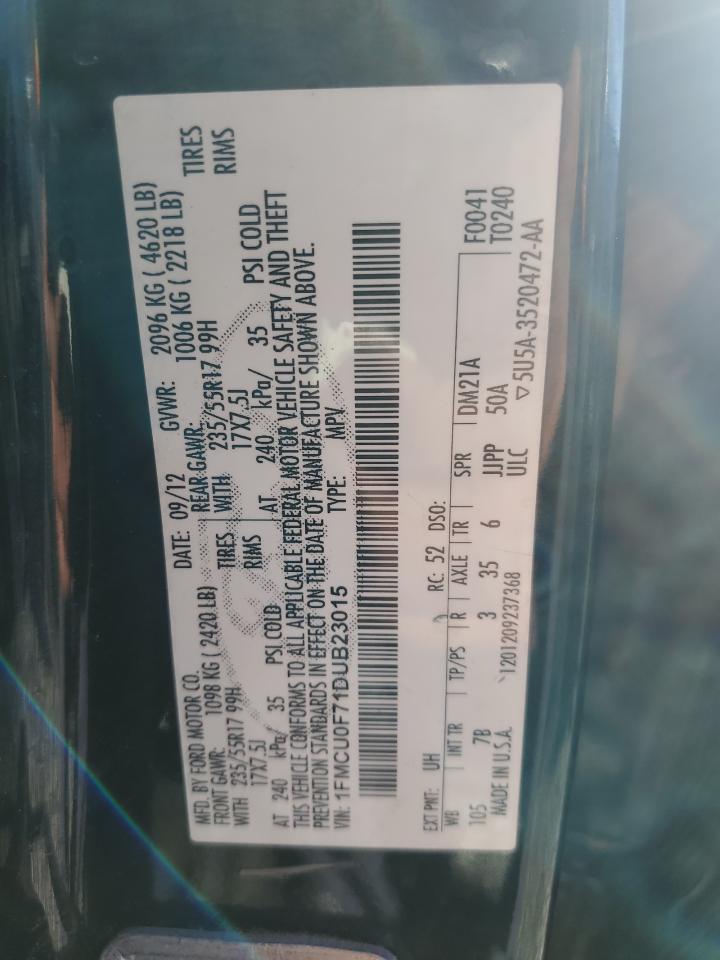 MFD. BY FORD MOTOR CO.
DATE: 09/12 GVWR: 2096 KG ( 4620 LB)
FRONT GAWR: 1098 KG ( 2420 LB) REAR GAWR: 1006 KG ( 2218 LB)
WITH 235/55R17 99H TIRES WITH 235/55R17 99H TIRES
17X7.5J RIMS 17X7.5J RIMS
AT 240 kPa/ 35 PSI COLD AT 240 kPa/ 35 PSI COLD
THIS VEHICLE CONFORMS TO ALL APPLICABLE FEDERAL MOTOR VEHICLE SAFETY AND THEFT
PREVENTION STANDARDS IN EFFECT ON THE DATE OF MANUFACTURE SHOWN ABOVE.
VIN: 1FMCU0F71DUB23015 TYPE: MPV
EXT PNT: UH RC: 52 DSO: F0041
WB INT TR TP/PS R AXLE TR SPR DM21A T0240
105 7B 3 35 6 JJPP 50A
MADE IN U.S.A. 1201209237368 ULC ▽5U5A-3520472-AA